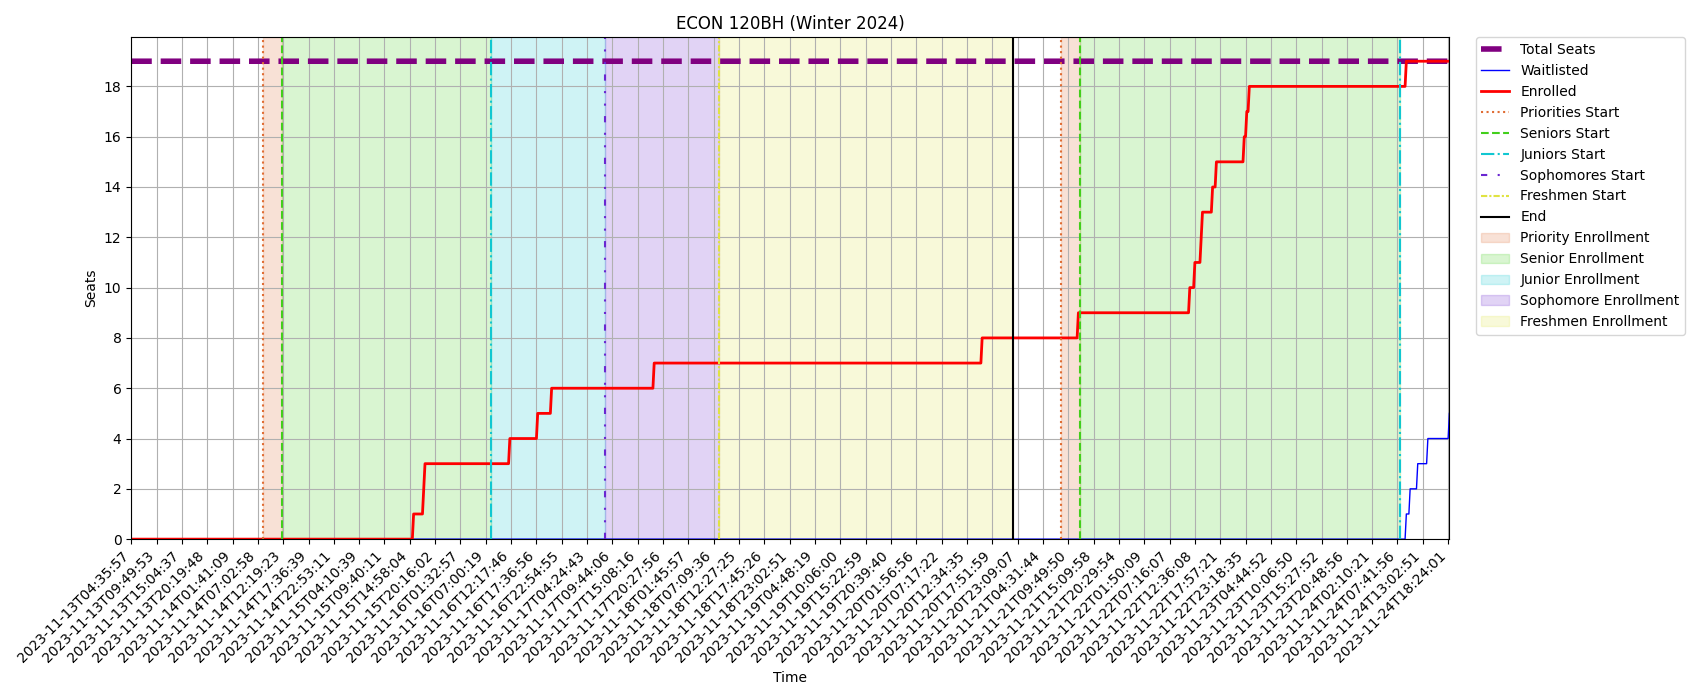 ECON 120BH (Winter 2024)
Seats
18
16
14
12
10
8
6
4
2
0
2023-11-13T04:35:57
2023-11-13T09:49:53
2023-11-13T15:04:37
2023-11-13T20:19:48
2023-11-14T01:41:09
2023-11-14T07:02:58
2023-11-14T12:19:23
2023-11-14T17:36:39
2023-11-14T22:53:11
2023-11-15T04:10:39
2023-11-15T09:40:11
2023-11-15T14:58:04
2023-11-15T20:16:02
2023-11-16T01:32:57
2023-11-16T07:00:19
2023-11-16T12:17:46
2023-11-16T17:36:56
2023-11-16T22:54:55
2023-11-17T04:24:43
2023-11-17T09:44:06
2023-11-17T15:08:16
2023-11-17T20:27:56
2023-11-18T01:45:57
2023-11-18T07:09:36
2023-11-18T12:27:25
2023-11-18T17:45:26
2023-11-18T23:02:51
2023-11-19T04:48:19
2023-11-19T10:06:00
2023-11-19T15:22:59
2023-11-19T20:39:40
2023-11-20T01:56:56
2023-11-20T07:17:22
2023-11-20T12:34:35
2023-11-20T17:51:59
2023-11-20T23:09:07
2023-11-21T04:31:44
2023-11-21T09:49:50
2023-11-21T15:09:58
2023-11-21T20:29:54
2023-11-22T01:50:09
2023-11-22T07:16:07
2023-11-22T12:36:08
2023-11-22T17:57:21
2023-11-22T23:18:35
2023-11-23T04:44:52
2023-11-23T10:06:50
2023-11-23T15:27:52
2023-11-23T20:48:56
2023-11-24T02:10:21
2023-11-24T07:41:56
2023-11-24T13:02:51
2023-11-24T18:24:01
Time
Total Seats
Waitlisted
Enrolled
Priorities Start
Seniors Start
Juniors Start
Sophomores Start
Freshmen Start
End
Priority Enrollment
Senior Enrollment
Junior Enrollment
Sophomore Enrollment
Freshmen Enrollment